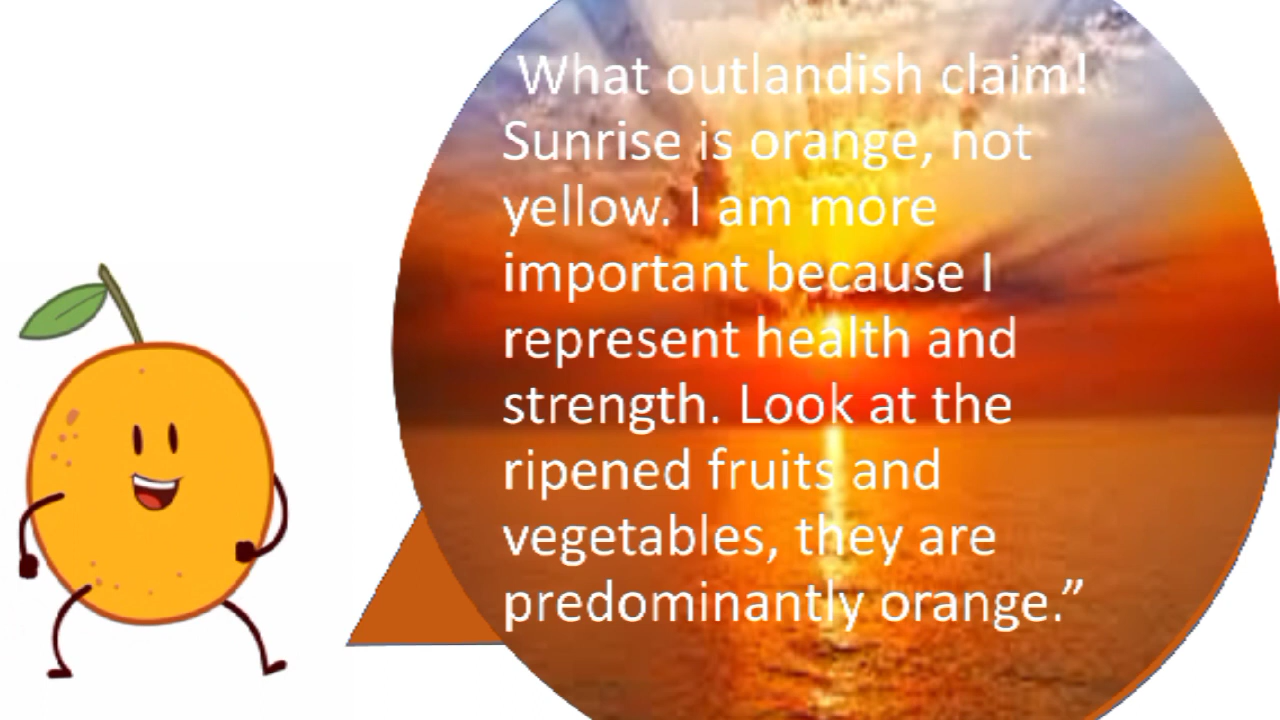 What outlandish claim!
Sunrise is orange, not
yellow. I am more
important because I
represent health and
strength. Look at the
ripened fruits and
vegetables, they are
predominantly orange.”